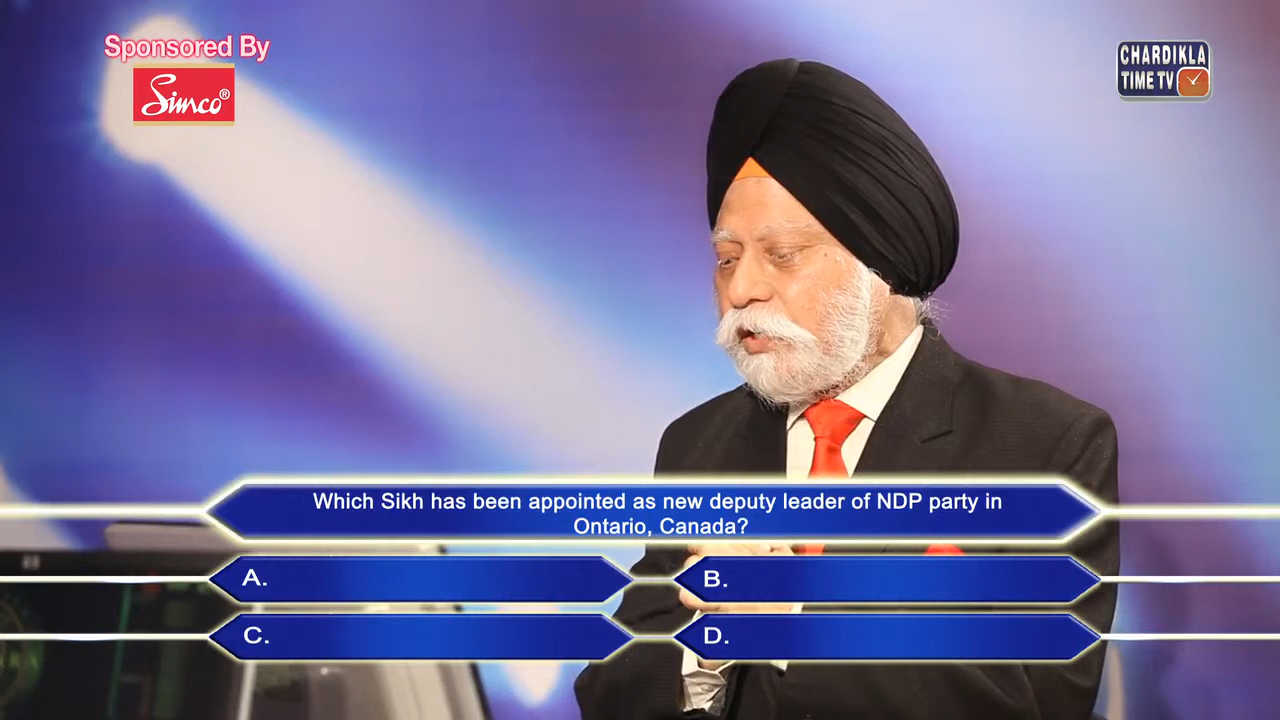 Sponsored By
Simco®
CHARDIKLA
TIME TV
Which Sikh has been appointed as new deputy leader of NDP party in
Ontario, Canada?
A.
B.
C.
D.